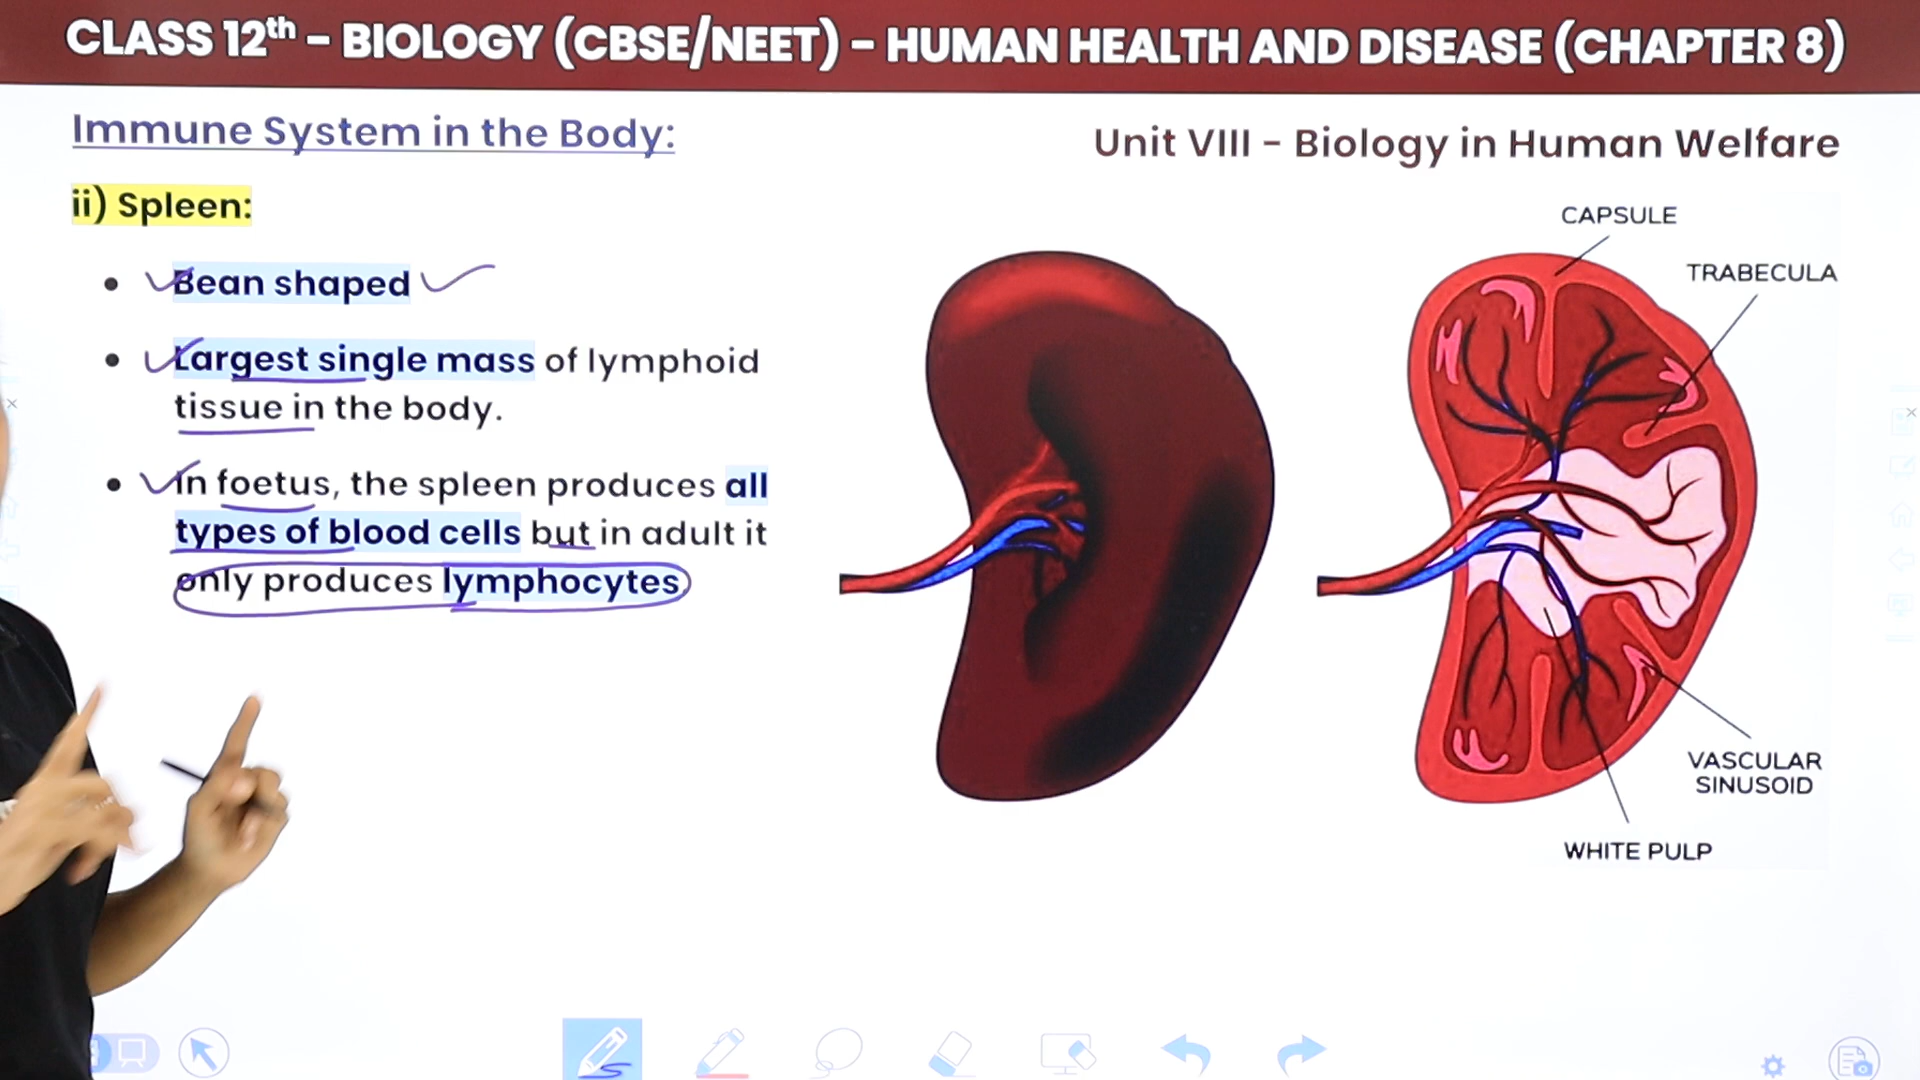 CLASS 12th – BIOLOGY (CBSE/NEET) – HUMAN HEALTH AND DISEASE (CHAPTER 8)
Immune System in the Body:
Unit VIII – Biology in Human Welfare
ii) Spleen:
• Bean shaped
• Largest single mass of lymphoid
tissue in the body.
• In foetus, the spleen produces all
types of blood cells but in adult it
only produces lymphocytes.
CAPSULE
TRABECULA
VASCULAR
SINUSOID
WHITE PULP